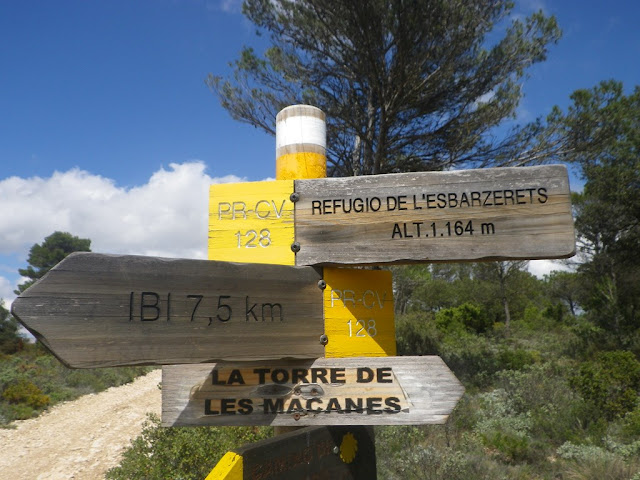 PR-CV
128
REFUGIO DE L'ESBARZERETS
ALT.1.164 m
IBI 7,5 km
PR-CV
128
LA TORRE DE
LES MAÇANES.